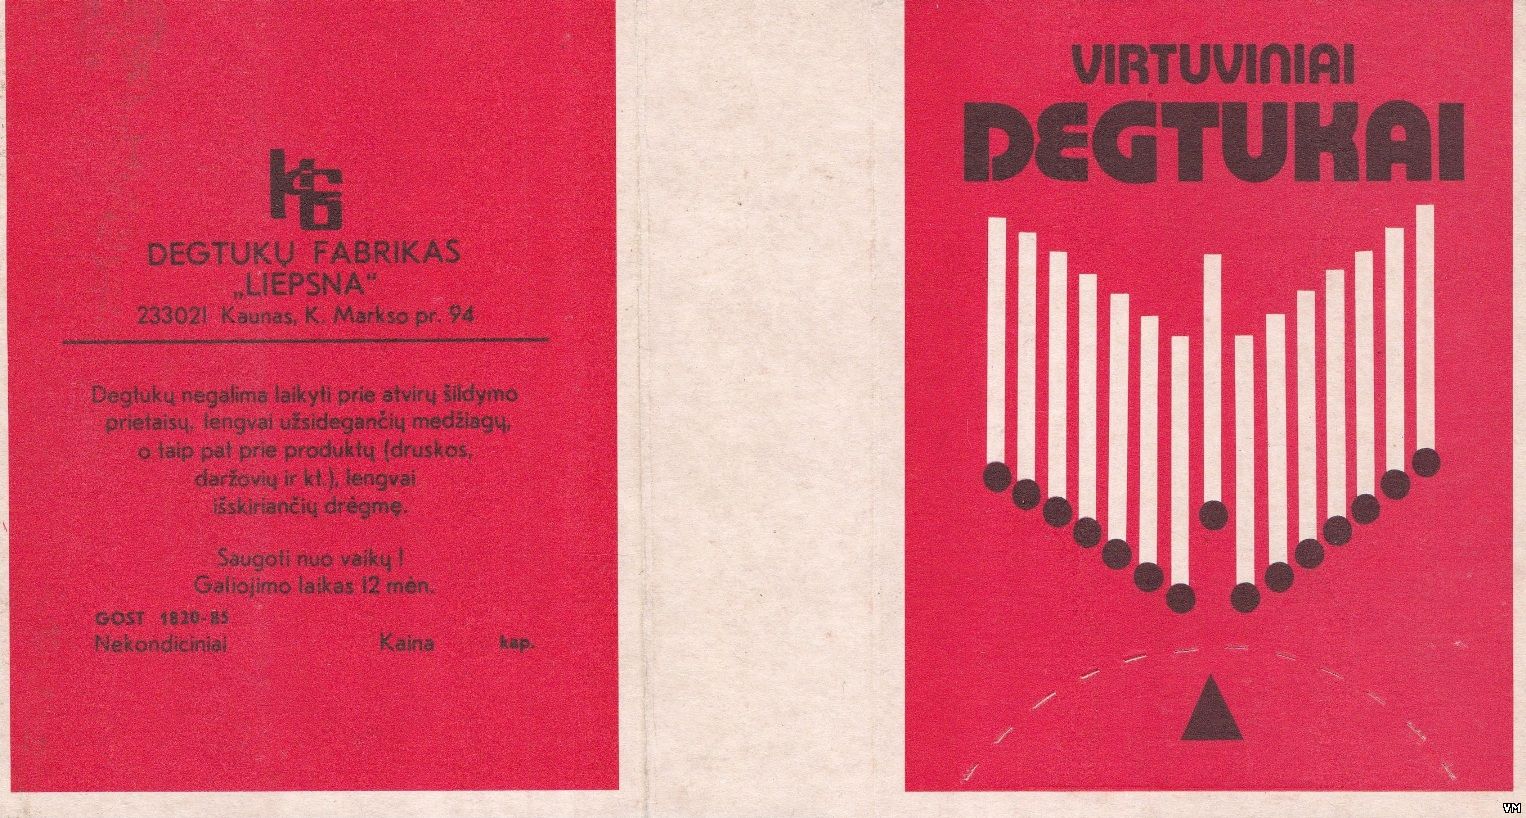 DEGTUKŲ FABRIKAS
„LIEPSNA“
233021 Kaunas, K. Markso pr. 94
Degtukų negalima laikyti prie atvirų šildymo
prietaisų, lengvai užsidegančių medžiagų,
o taip pat prie produktų (druskos,
daržovių ir kt.), lengvai
išskiriančių drėgmę.
Saugoti nuo vaikų !
Galiojimo laikas 12 mėn.
GOST 1820-85
Nekondiciniai Kaina kap.
VIRTUVINIAI
DEGTUKAI
VM